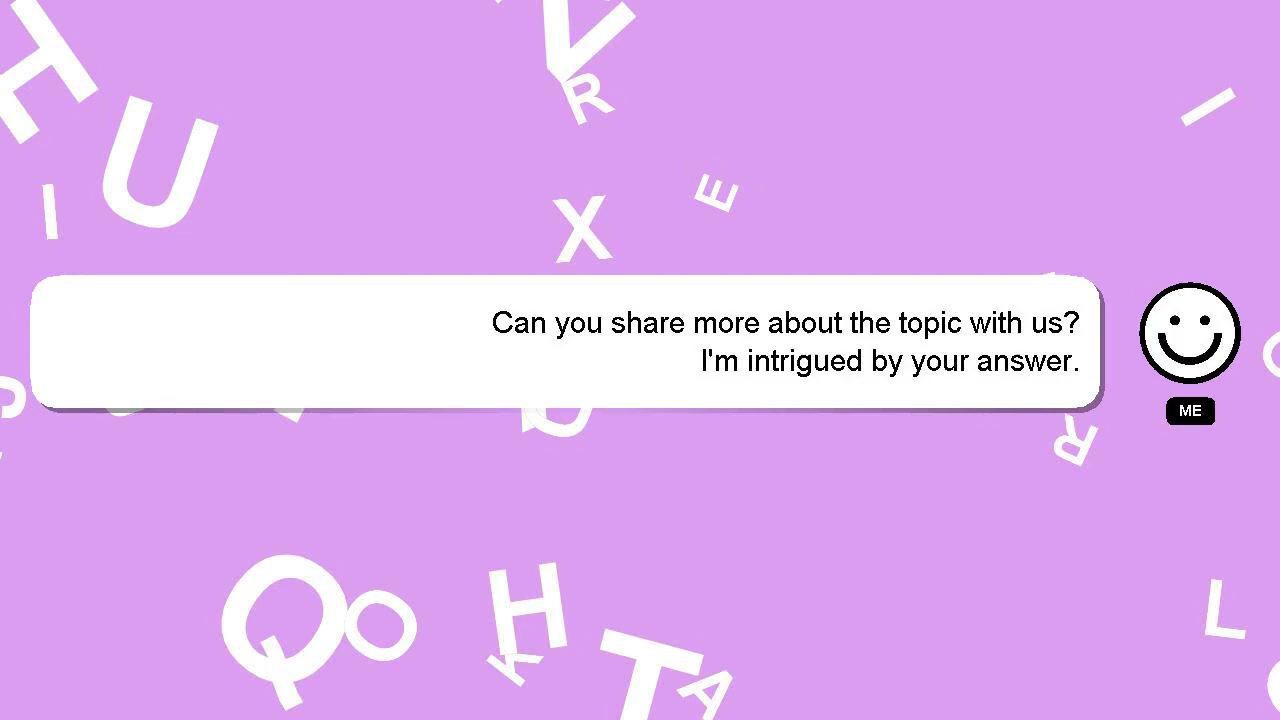 H
U
I
V
R
X
E
I
Can you share more about the topic with us?
I'm intrigued by your answer.
ME
R
Q
O
H
K
T
A
L